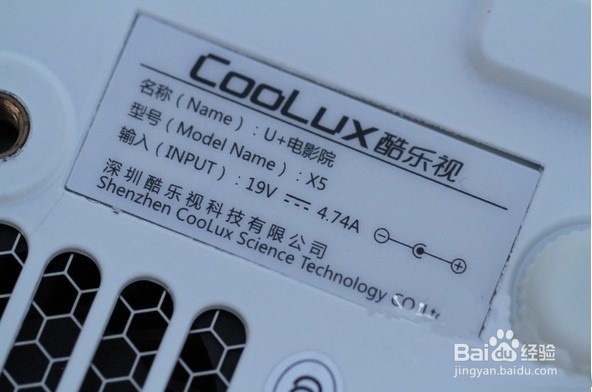 CooLux酷乐视
名称（Name）：U+电影院
型号（Model Name）：X5
输入（INPUT）：19V 4.74A
深圳酷乐视科技有限公司
Shenzhen CooLux Science Technology CO.Ltd
Bai经验
jingyan.baidu.com